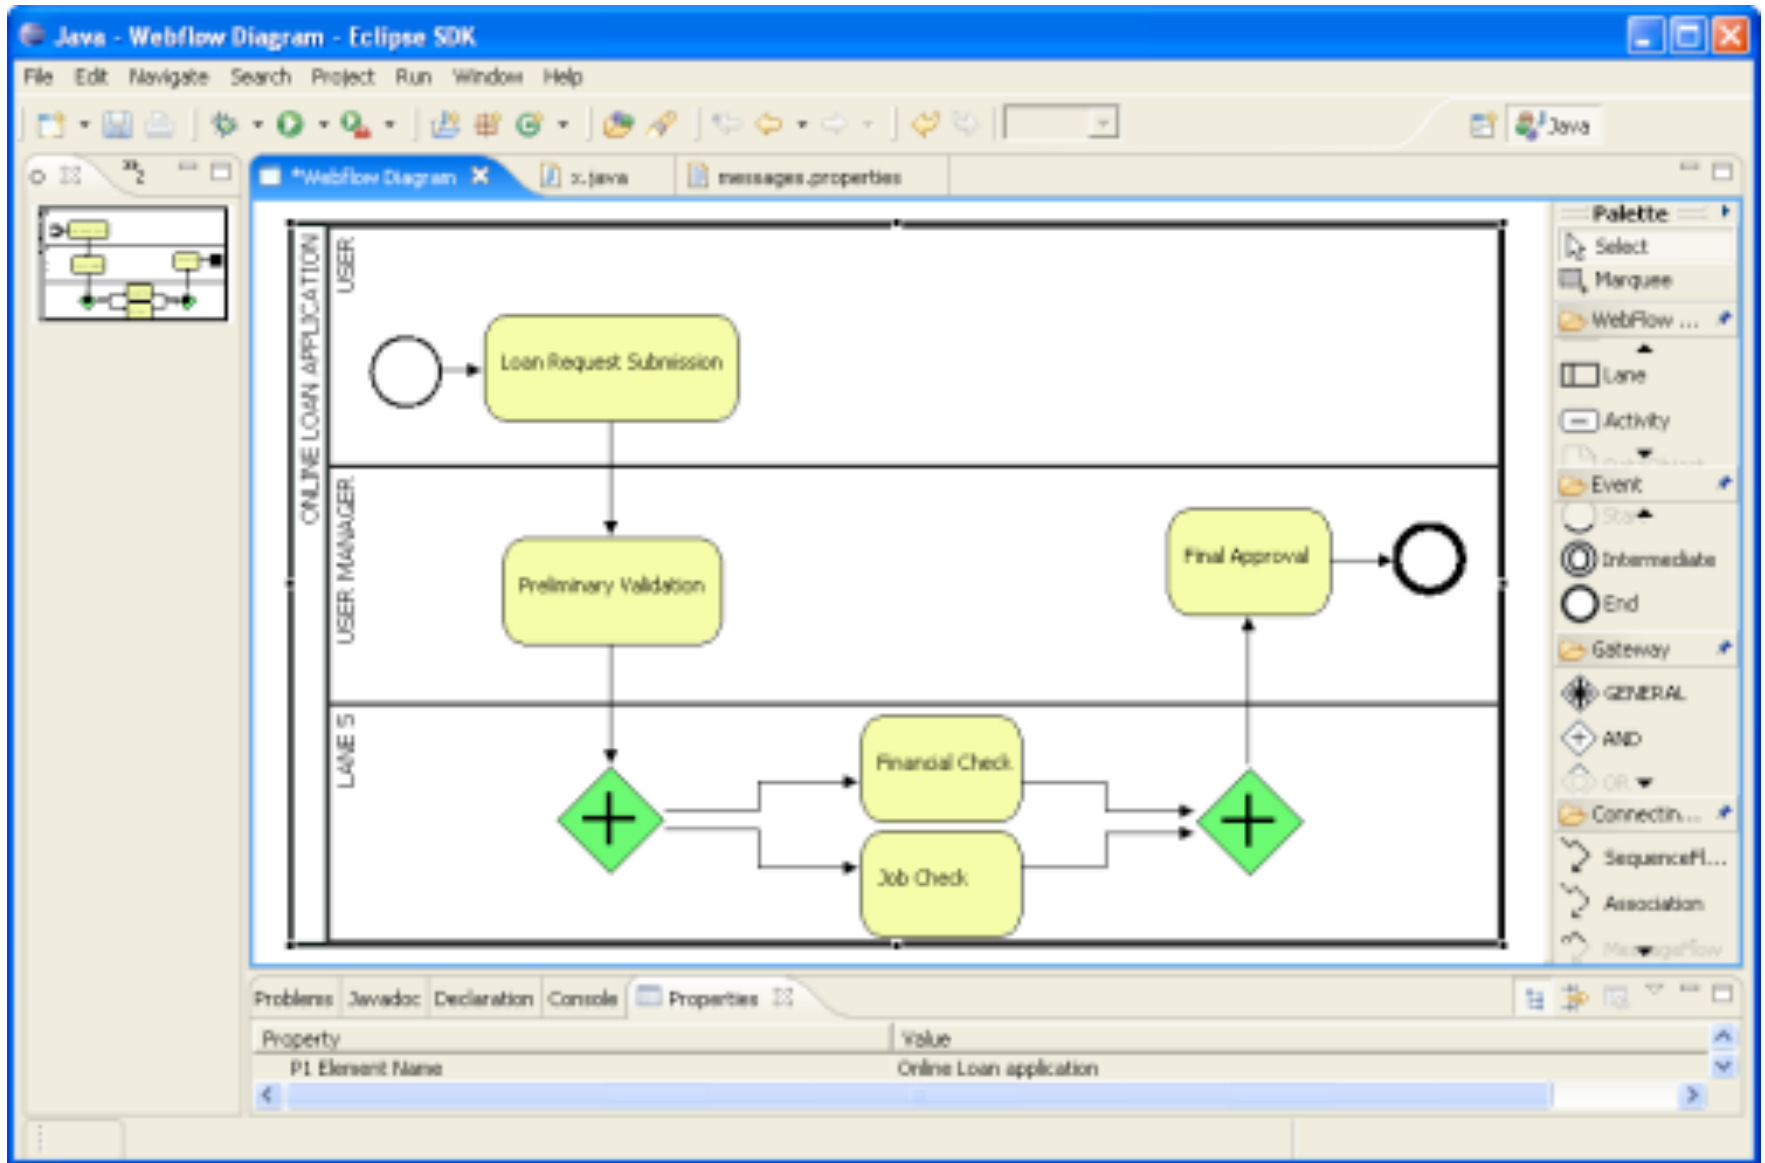 Java - Webflow Diagram - Eclipse SDK
File Edit Navigate Search Project Run Window Help
Java
*Webflow Diagram
x.java
messages.properties
ONLINE LOAN APPLICATION
USER
Loan Request Submission
USER MANAGER
Preliminary Validation
Final Approval
LANE 5
Financial Check
Job Check
Palette
Select
Marquee
WebFlow ...
Lane
Activity
Event
Intermediate
End
Gateway
GENERAL
AND
OR
Connectin...
SequenceFl...
Association
MessageFlow
Problems Javadoc Declaration Console Properties
Property Value
P1 Element Name Online Loan application